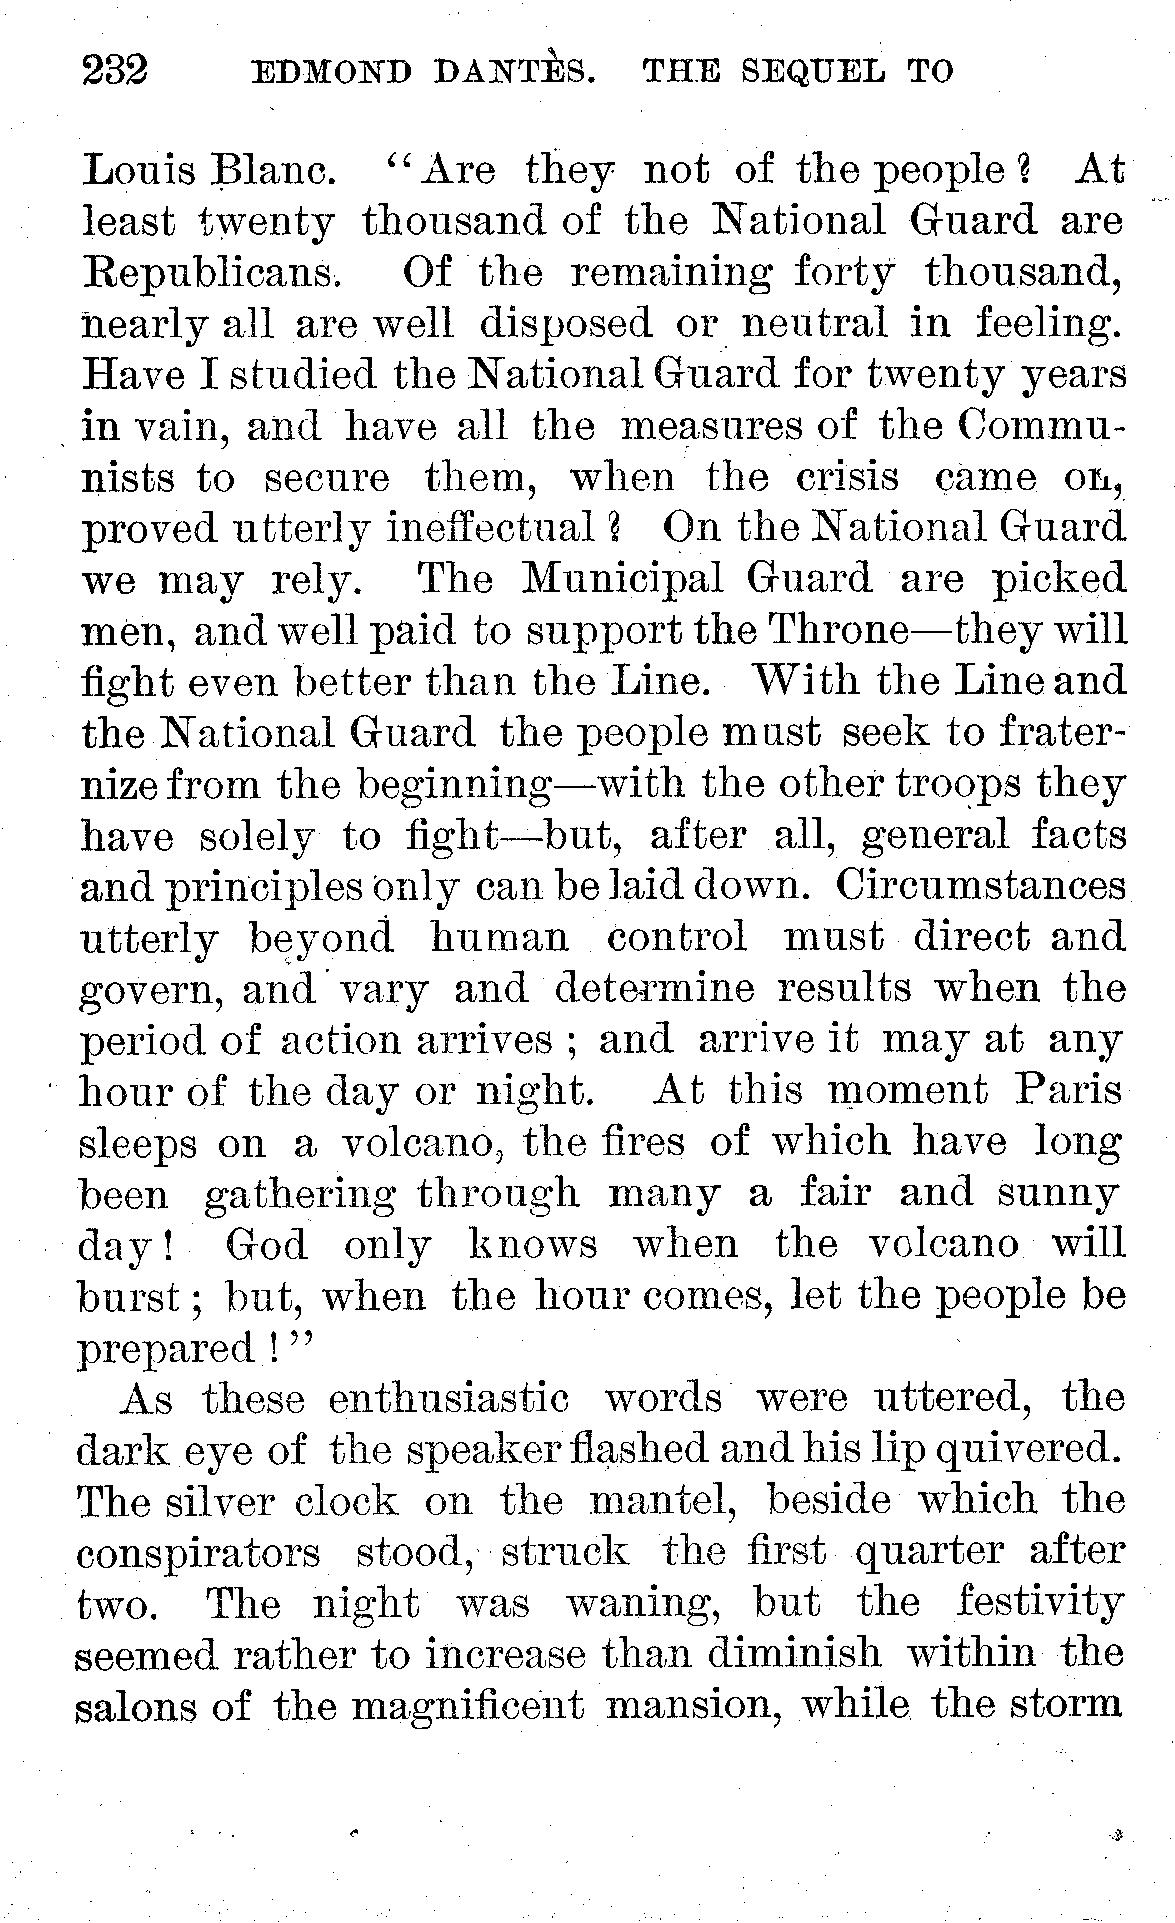 232 EDMOND DANTÈS. THE SEQUEL TO
Louis Blanc. “Are they not of the people? At
least twenty thousand of the National Guard are
Republicans. Of the remaining forty thousand,
nearly all are well disposed or neutral in feeling.
Have I studied the National Guard for twenty years
in vain, and have all the measures of the Commu-
nists to secure them, when the crisis came on,
proved utterly ineffectual? On the National Guard
we may rely. The Municipal Guard are picked
men, and well paid to support the Throne—they will
fight even better than the Line. With the Line and
the National Guard the people must seek to frater-
nize from the beginning—with the other troops they
have solely to fight—but, after all, general facts
and principles only can be laid down. Circumstances
utterly beyond human control must direct and
govern, and vary and determine results when the
period of action arrives; and arrive it may at any
hour of the day or night. At this moment Paris
sleeps on a volcano, the fires of which have long
been gathering through many a fair and sunny
day! God only knows when the volcano will
burst; but, when the hour comes, let the people be
prepared!”
As these enthusiastic words were uttered, the
dark eye of the speaker flashed and his lip quivered.
The silver clock on the mantel, beside which the
conspirators stood, struck the first quarter after
two. The night was waning, but the festivity
seemed rather to increase than diminish within the
salons of the magnificent mansion, while the storm